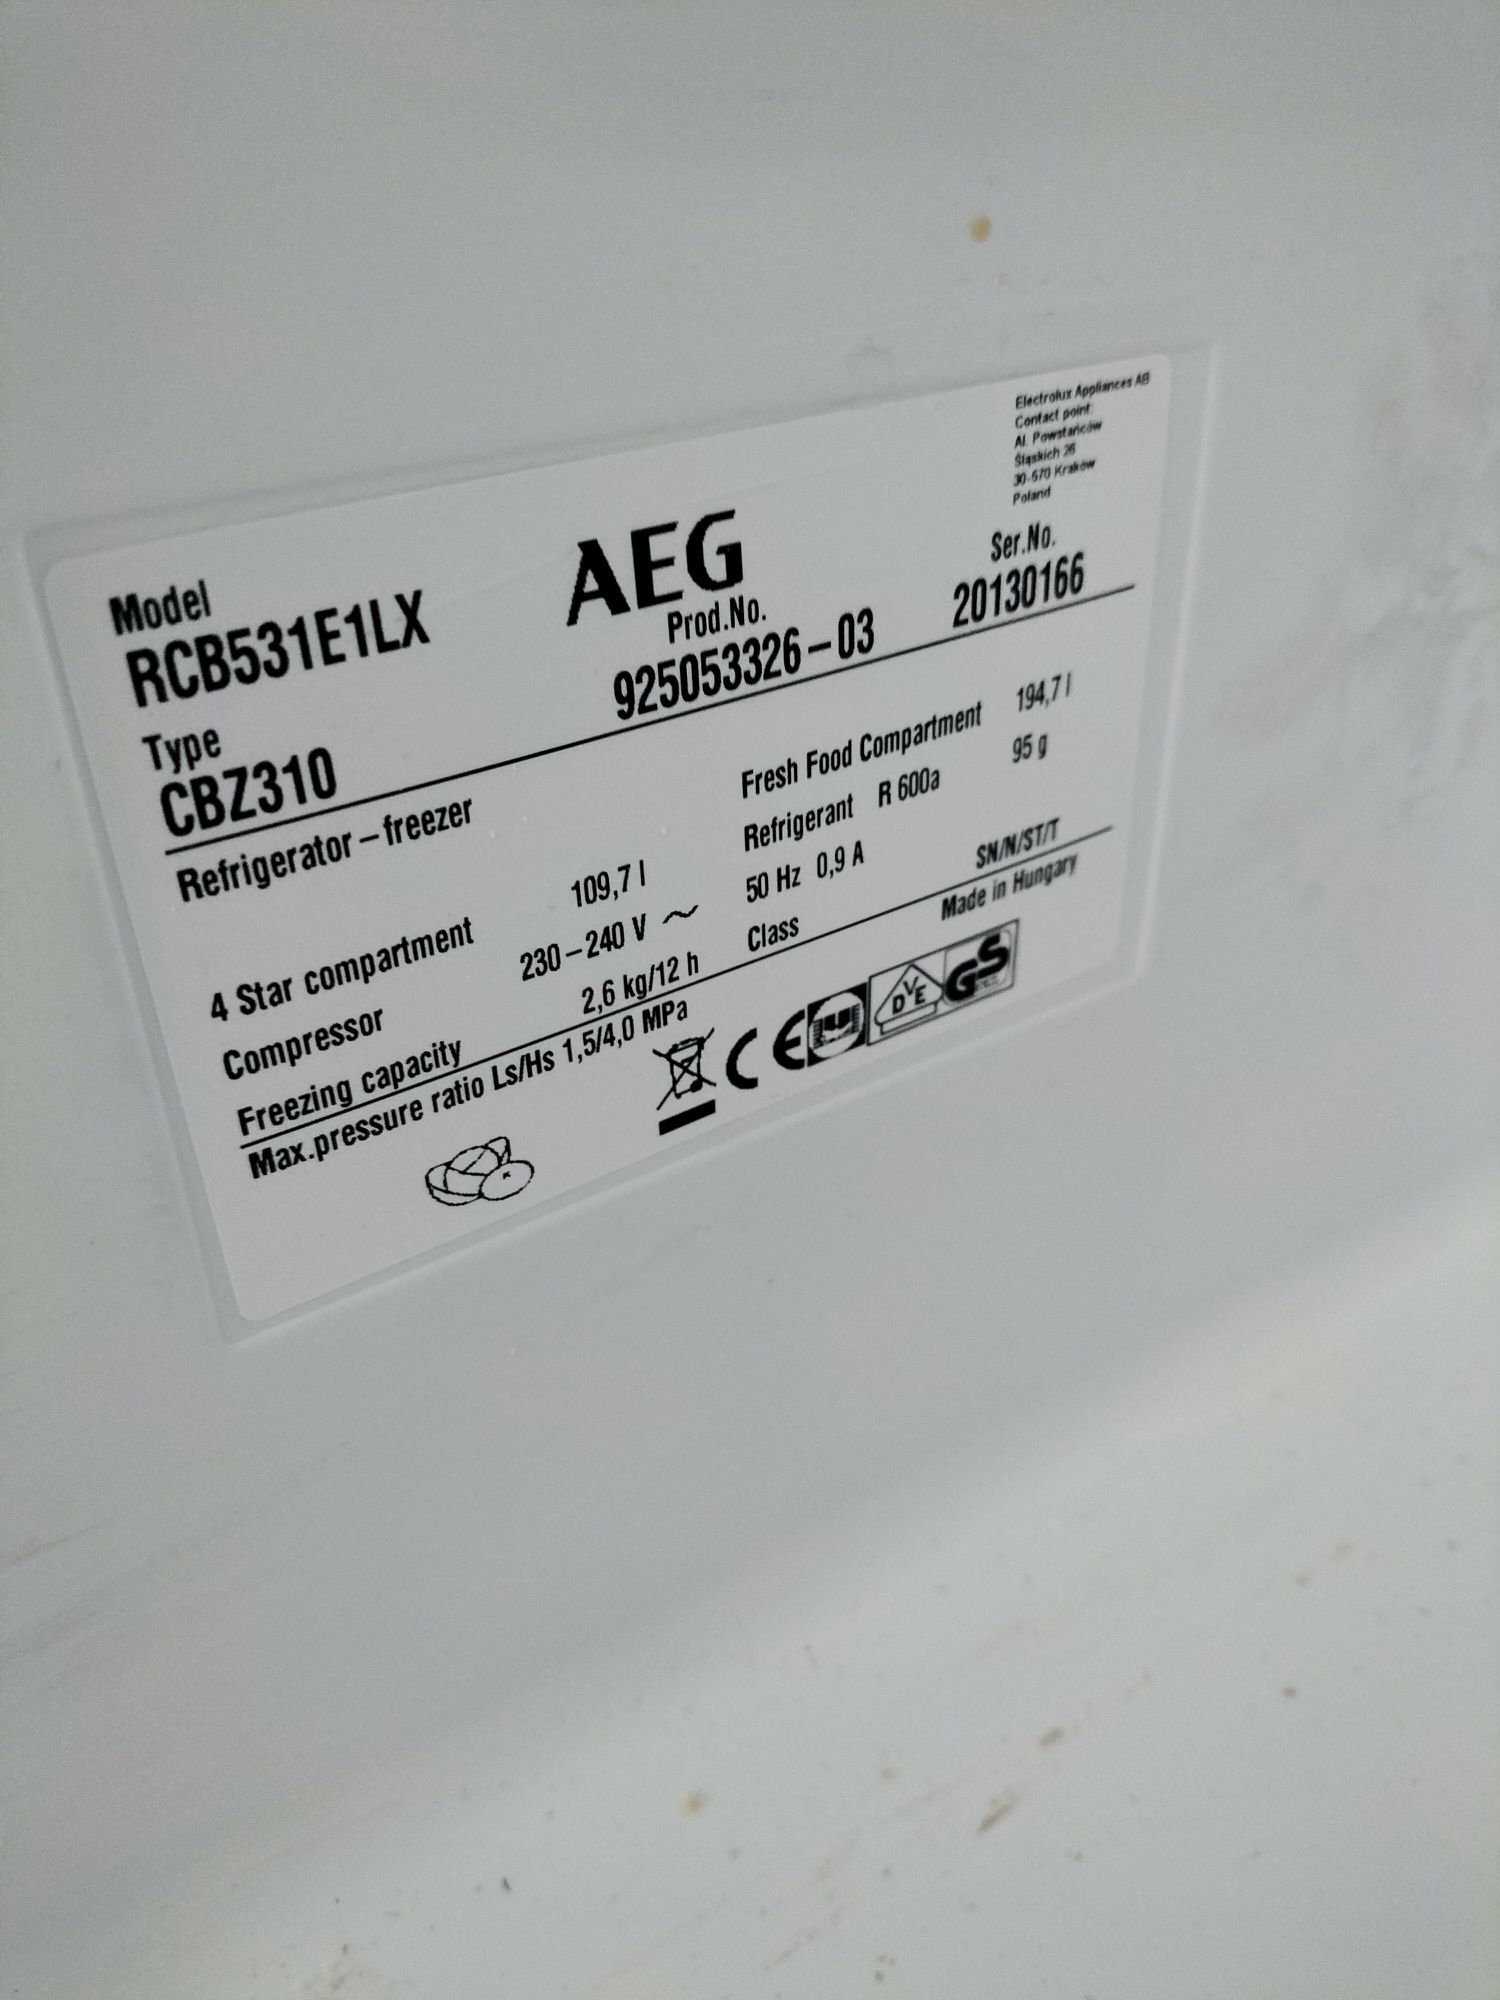 Electrolux Appliances AB
Contact point:
Al. Powstańców
Śląskich 26
30-570 Kraków
Poland
AEG
Model
RCB531E1LX
Prod.No.
925053326-03
Ser.No.
20130166
Type
CBZ310
Refrigerator-freezer
Fresh Food Compartment 194,7 l
4 Star compartment 109,7 l
Refrigerant R 600a 95 g
Compressor 230-240 V ~ 50 Hz 0,9 A
Freezing capacity 2,6 kg/12 h Class SN/N/ST/T
Max.pressure ratio Ls/Hs 1,5/4,0 MPa
Made in Hungary
CE
DVE
GS